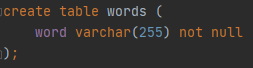 create table words (
    word varchar(255) not null
);